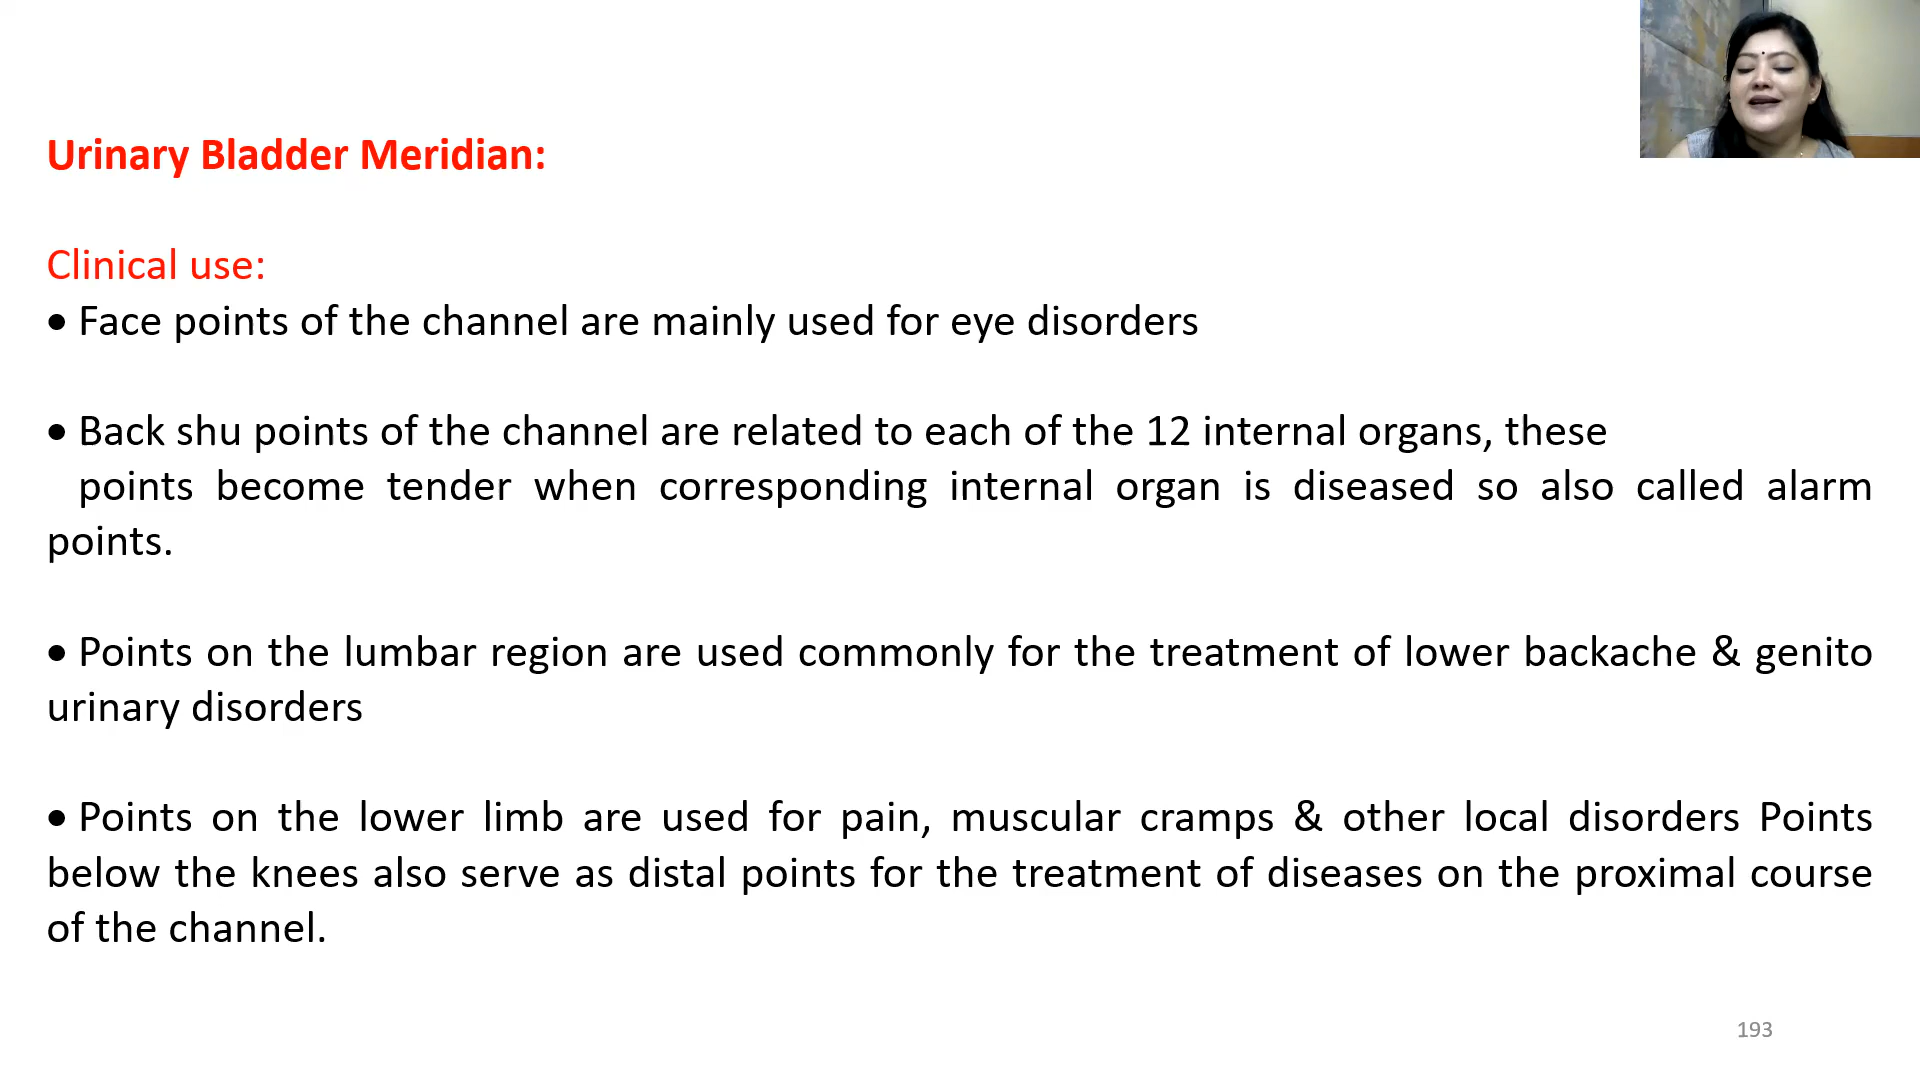 Urinary Bladder Meridian:
Clinical use:
• Face points of the channel are mainly used for eye disorders
• Back shu points of the channel are related to each of the 12 internal organs, these
points become tender when corresponding internal organ is diseased so also called alarm
points.
• Points on the lumbar region are used commonly for the treatment of lower backache & genito
urinary disorders
• Points on the lower limb are used for pain, muscular cramps & other local disorders Points
below the knees also serve as distal points for the treatment of diseases on the proximal course
of the channel.
193